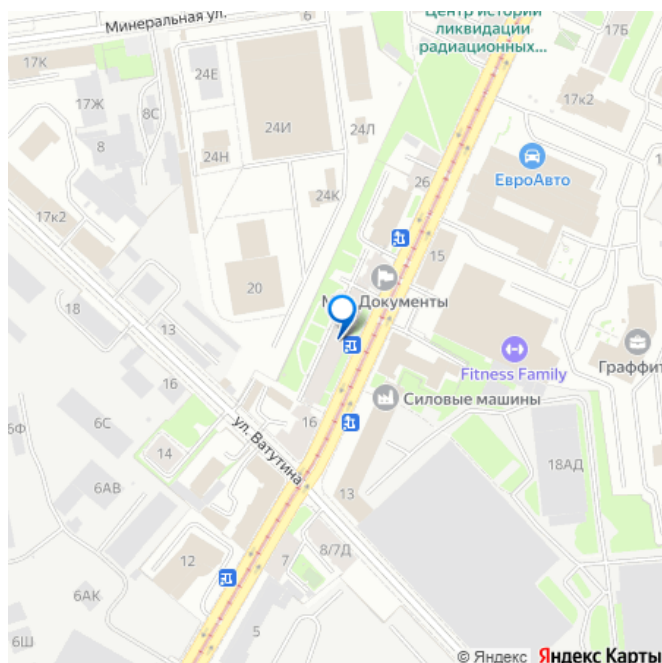 Центр истории
ликвидации
радиационных...
Минеральная ул.
17Б
17К
24Е
17Ж
8С
17к2
8
24И
24Л
24Н
ЕвроАвто
26
24К
17к2
15
20
Документы
18
13
Fitness Family
Граффит
16
Силовые машины
16
6Ф
6С
ул. Ватутина
14
18АД
6АВ
13
8/7Д
12
7
6АК
5
6Ш
© Яндекс Яндекс Карты